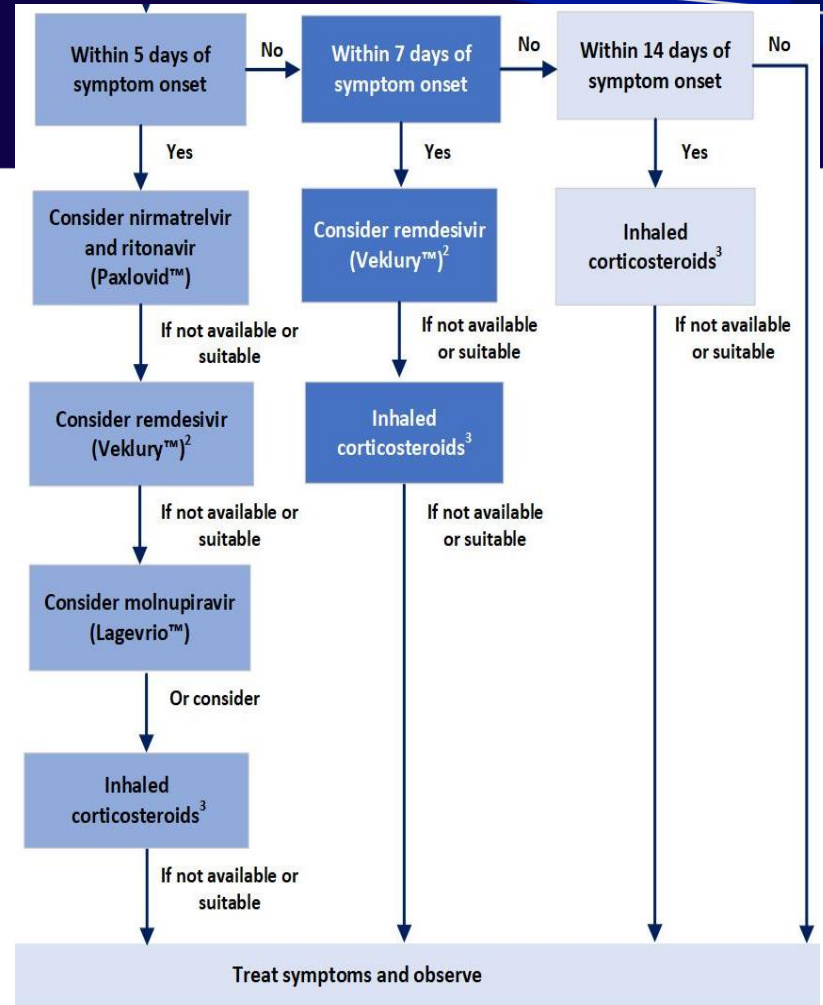 Within 5 days of
symptom onset
No
Within 7 days of
symptom onset
No
Within 14 days of
symptom onset
No
Yes
Yes
Yes
Consider nirmatrelvir
and ritonavir
(Paxlovid™)
Consider remdesivir
(Veklury™)²
Inhaled
corticosteroids³
If not available or
suitable
If not available
or suitable
If not available
or suitable
Consider remdesivir
(Veklury™)²
Inhaled
corticosteroids³
If not available or
suitable
If not available
or suitable
Consider molnupiravir
(Lagevrio™)
Or consider
Inhaled
corticosteroids³
If not available or
suitable
Treat symptoms and observe